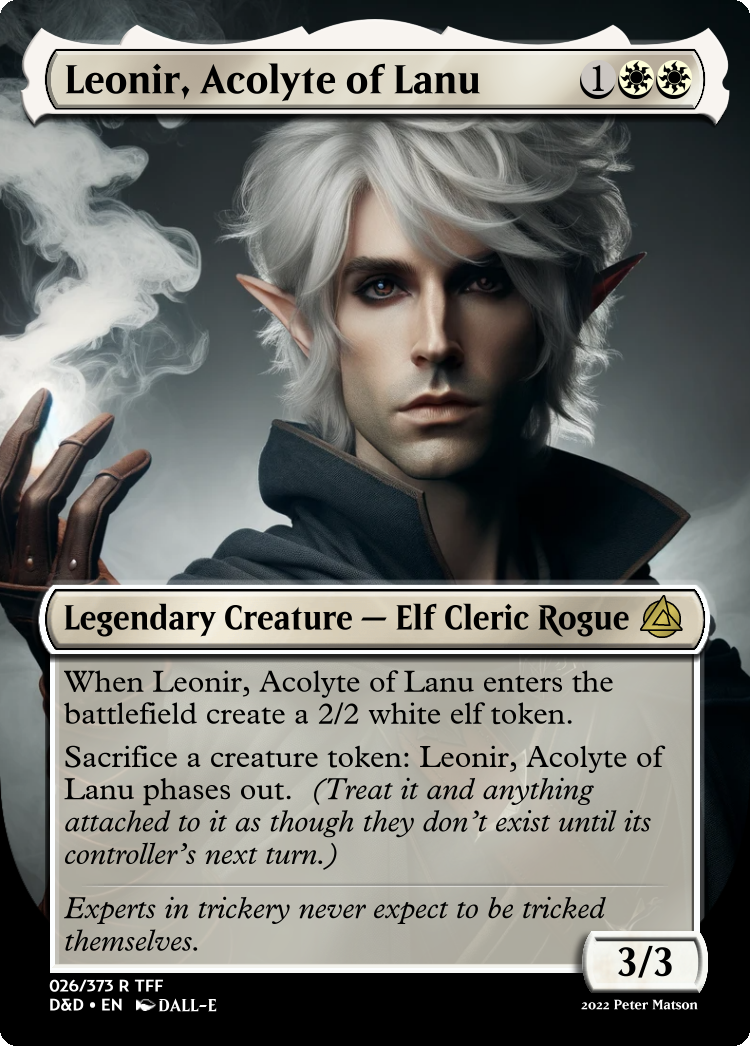 Leonir, Acolyte of Lanu 1
Legendary Creature — Elf Cleric Rogue
When Leonir, Acolyte of Lanu enters the
battlefield create a 2/2 white elf token.
Sacrifice a creature token: Leonir, Acolyte of
Lanu phases out. (Treat it and anything
attached to it as though they don't exist until its
controller's next turn.)
Experts in trickery never expect to be tricked
themselves.
3/3
026/373 R TFF
D&D • EN DALL-E
2022 Peter Matson